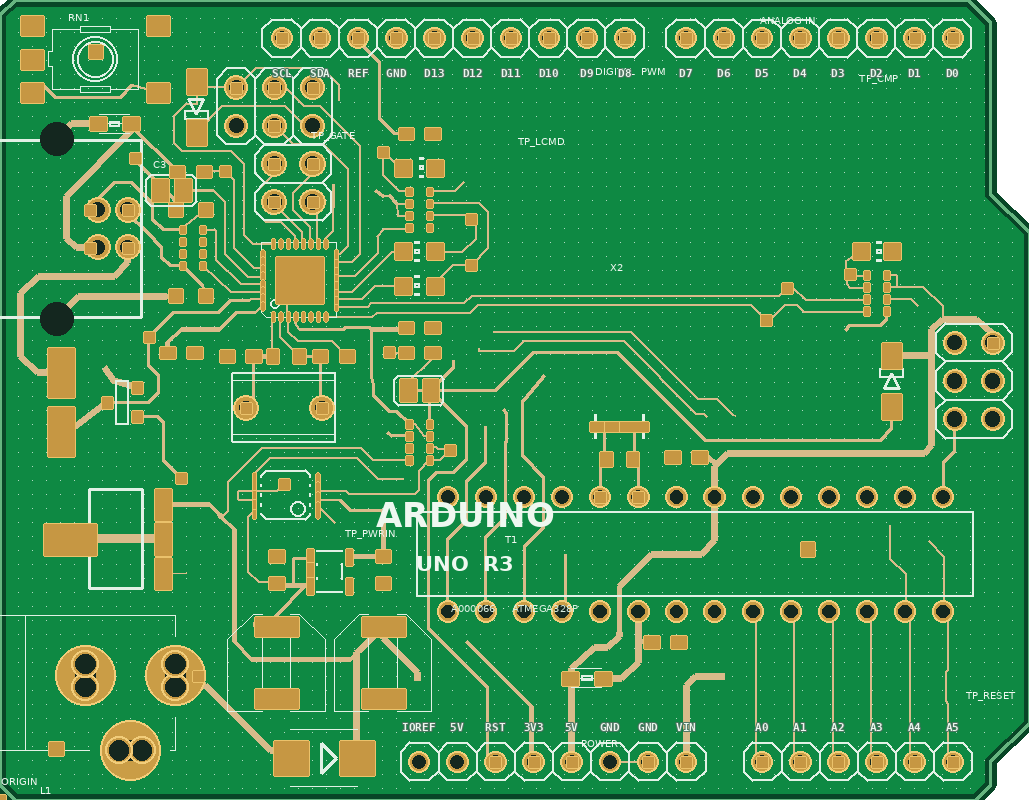 RN1
ANALOG IN
SCL SDA REF GND D13 D12 D11 D10 D9 D8 D7 D6 D5 D4 D3 D2 D1 D0
DIGITAL PWM
TP_CMP
TP_GATE
TP_LCMD
C3
X2
ARDUINO
TP_PWRIN
T1
UNO R3
A000066 · ATMEGA328P
TP_RESET
IOREF 5V RST 3V3 5V GND GND VIN A0 A1 A2 A3 A4 A5
POWER
ORIGIN
L1